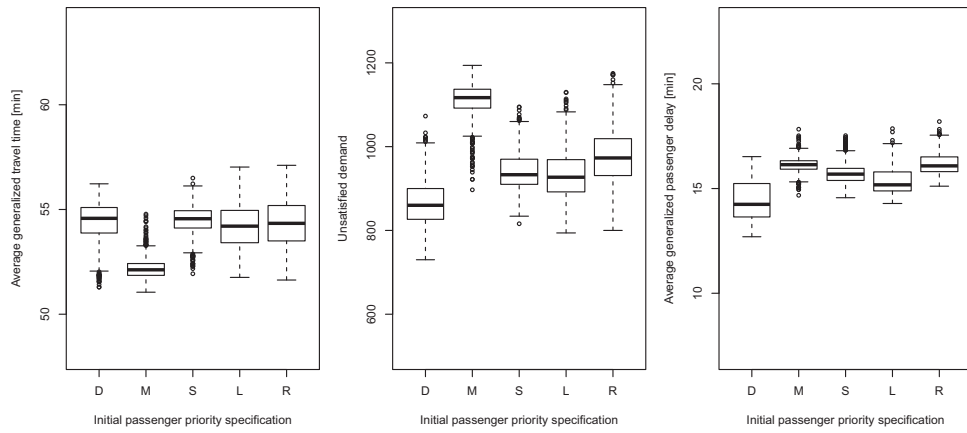 Average generalized travel time [min]
60
55
50
D M S L R
Initial passenger priority specification
Unsatisfied demand
1200
1000
800
600
D M S L R
Initial passenger priority specification
Average generalized passenger delay [min]
20
15
10
D M S L R
Initial passenger priority specification